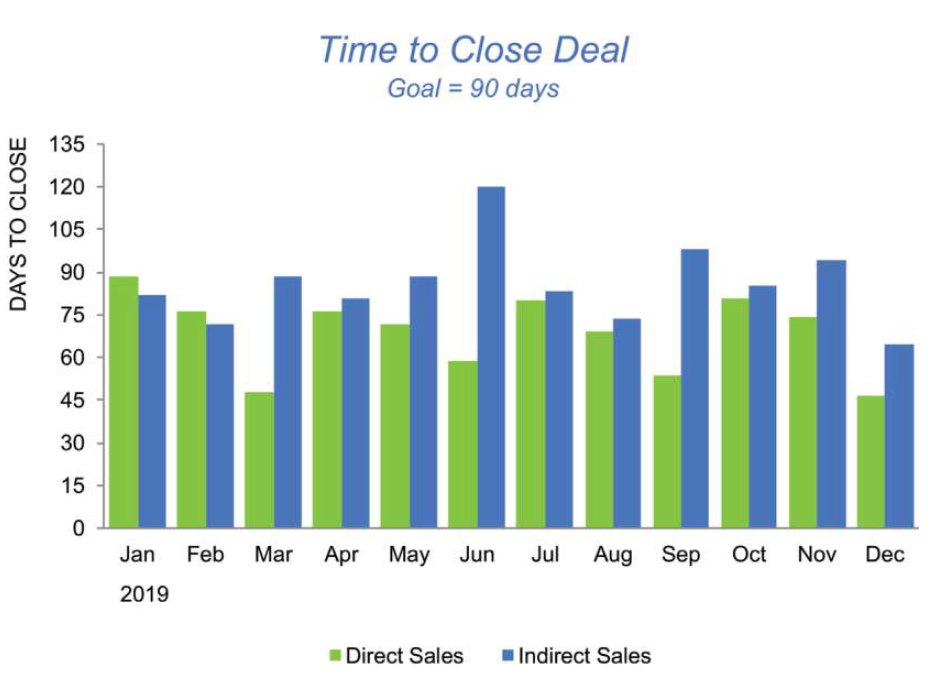 Time to Close Deal
Goal = 90 days
DAYS TO CLOSE
135
120
105
90
75
60
45
30
15
0
Jan Feb Mar Apr May Jun Jul Aug Sep Oct Nov Dec
2019
Direct Sales Indirect Sales